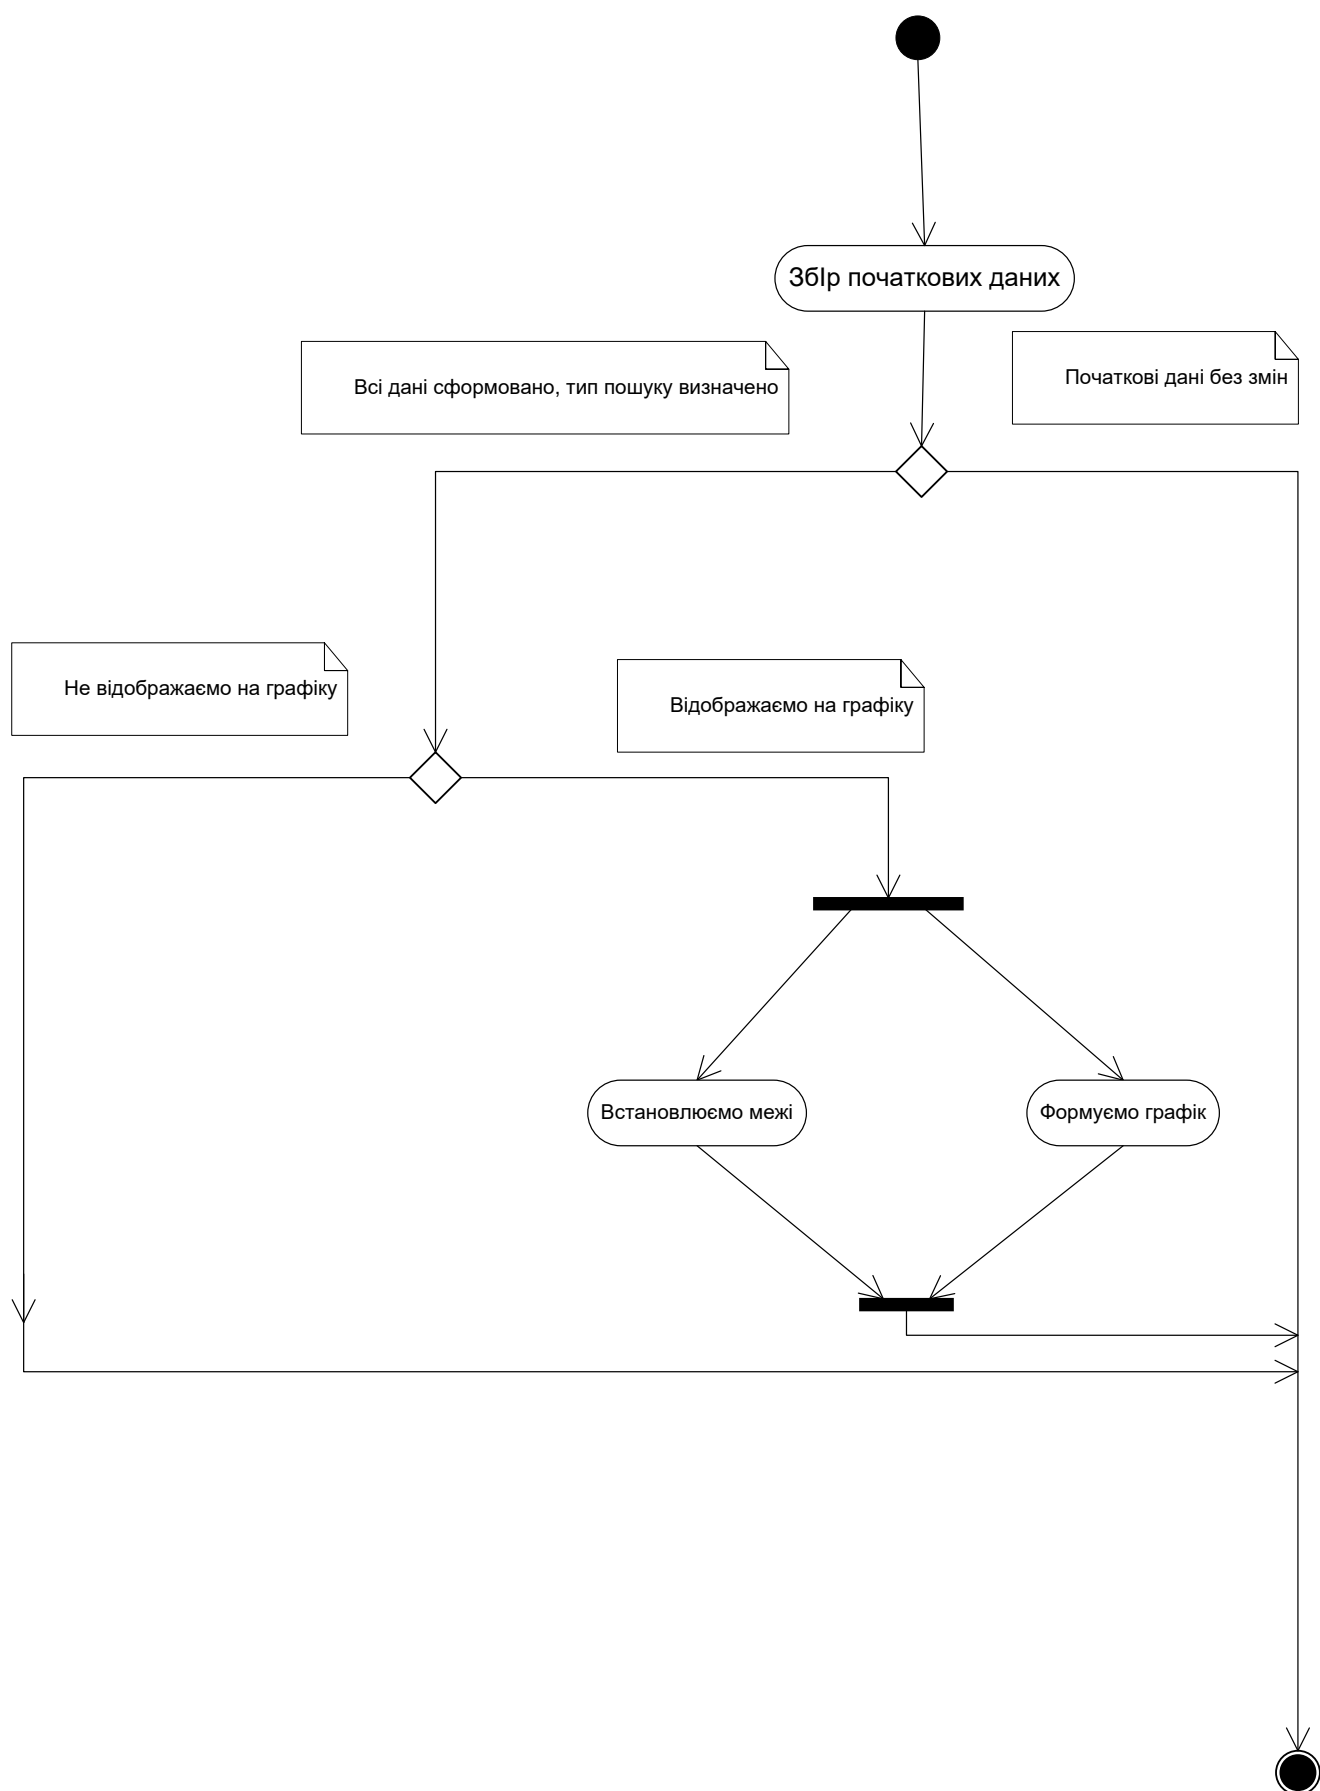 ЗбІр початкових даних
Всі дані сформовано, тип пошуку визначено
Початкові дані без змін
Не відображаємо на графіку
Відображаємо на графіку
Встановлюємо межі
Формуємо графік